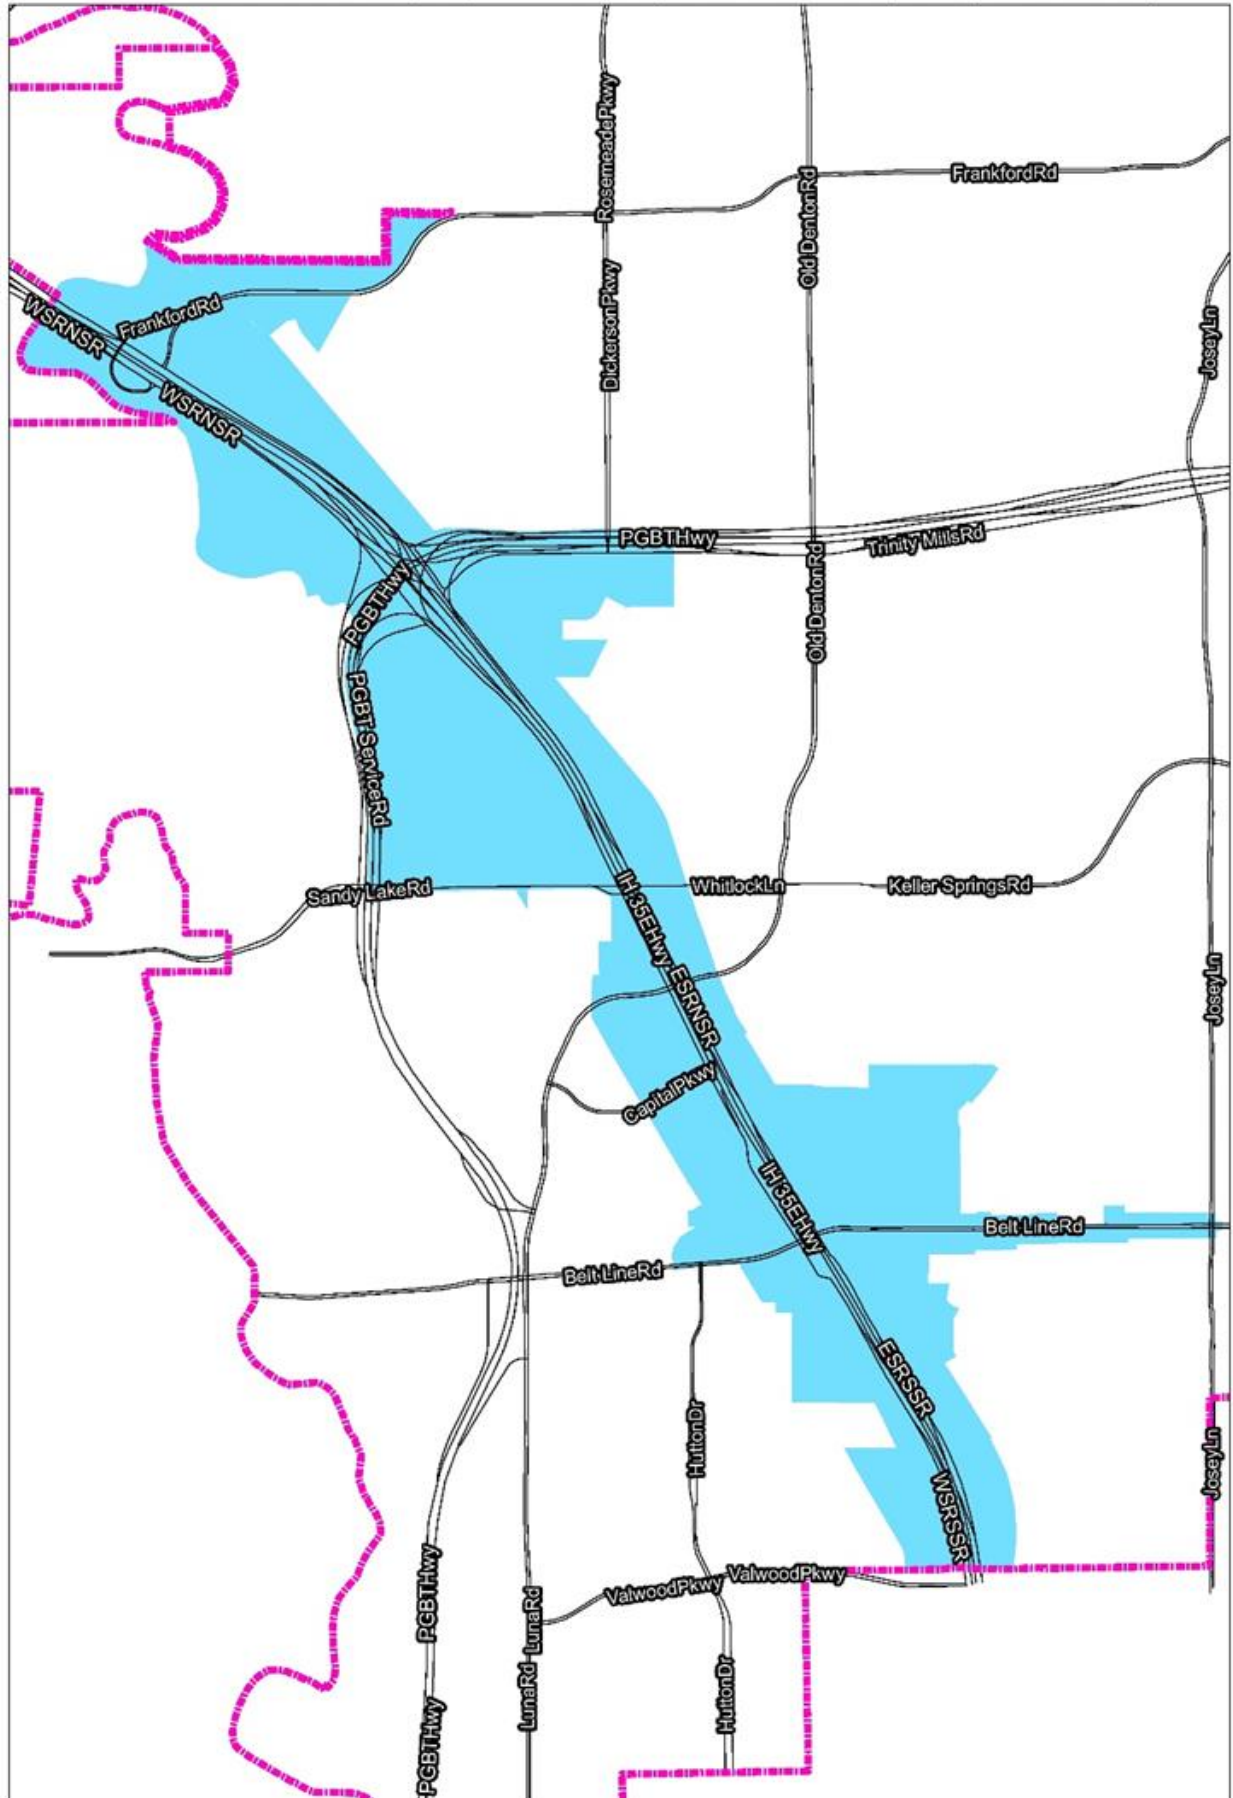 RosemeadePkwy
FrankfordRd
Old DentonRd
DickersonPkwy
WSRNSR
FrankfordRd
JoseyLn
WSRNSR
PGBTHwy
Trinity MillsRd
PGBTHwy
Old DentonRd
PGBT ServiceRd
Sandy LakeRd
WhitlockLn
Keller SpringsRd
IH 35EHwy
ESRNSR
JoseyLn
CapitalPkwy
IH 35EHwy
Belt LineRd
Belt LineRd
ESRSSR
HuttonDr
JoseyLn
WSRSSR
PGBTHwy
ValwoodPkwy
ValwoodPkwy
LunaRd
LunaRd
HuttonDr
PGBTHwy